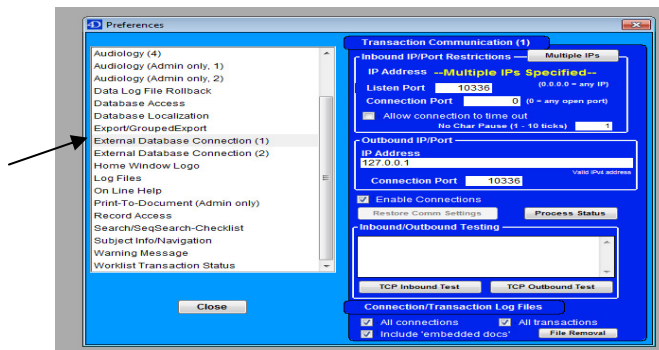 Preferences
Audiology (4)
Audiology (Admin only, 1)
Audiology (Admin only, 2)
Data Log File Rollback
Database Access
Database Localization
Export/GroupedExport
External Database Connection (1)
External Database Connection (2)
Home Window Logo
Log Files
On Line Help
Print-To-Document (Admin only)
Record Access
Search/SeqSearch-Checklist
Subject Info/Navigation
Warning Message
Worklist Transaction Status
Close
Transaction Communication (1)
Inbound IP/Port Restrictions Multiple IPs
IP Address --Multiple IPs Specified--
Listen Port 10336 (0.0.0.0 = any IP)
Connection Port 0 (0 = any open port)
Allow connection to time out
No Char Pause (1 - 10 ticks) 1
Outbound IP/Port
IP Address
127.0.0.1
Valid IPv4 address
Connection Port 10336
Enable Connections
Restore Comm Settings Process Status
Inbound/Outbound Testing
TCP Inbound Test TCP Outbound Test
Connection/Transaction Log Files
All connections All transactions
Include 'embedded docs' File Removal